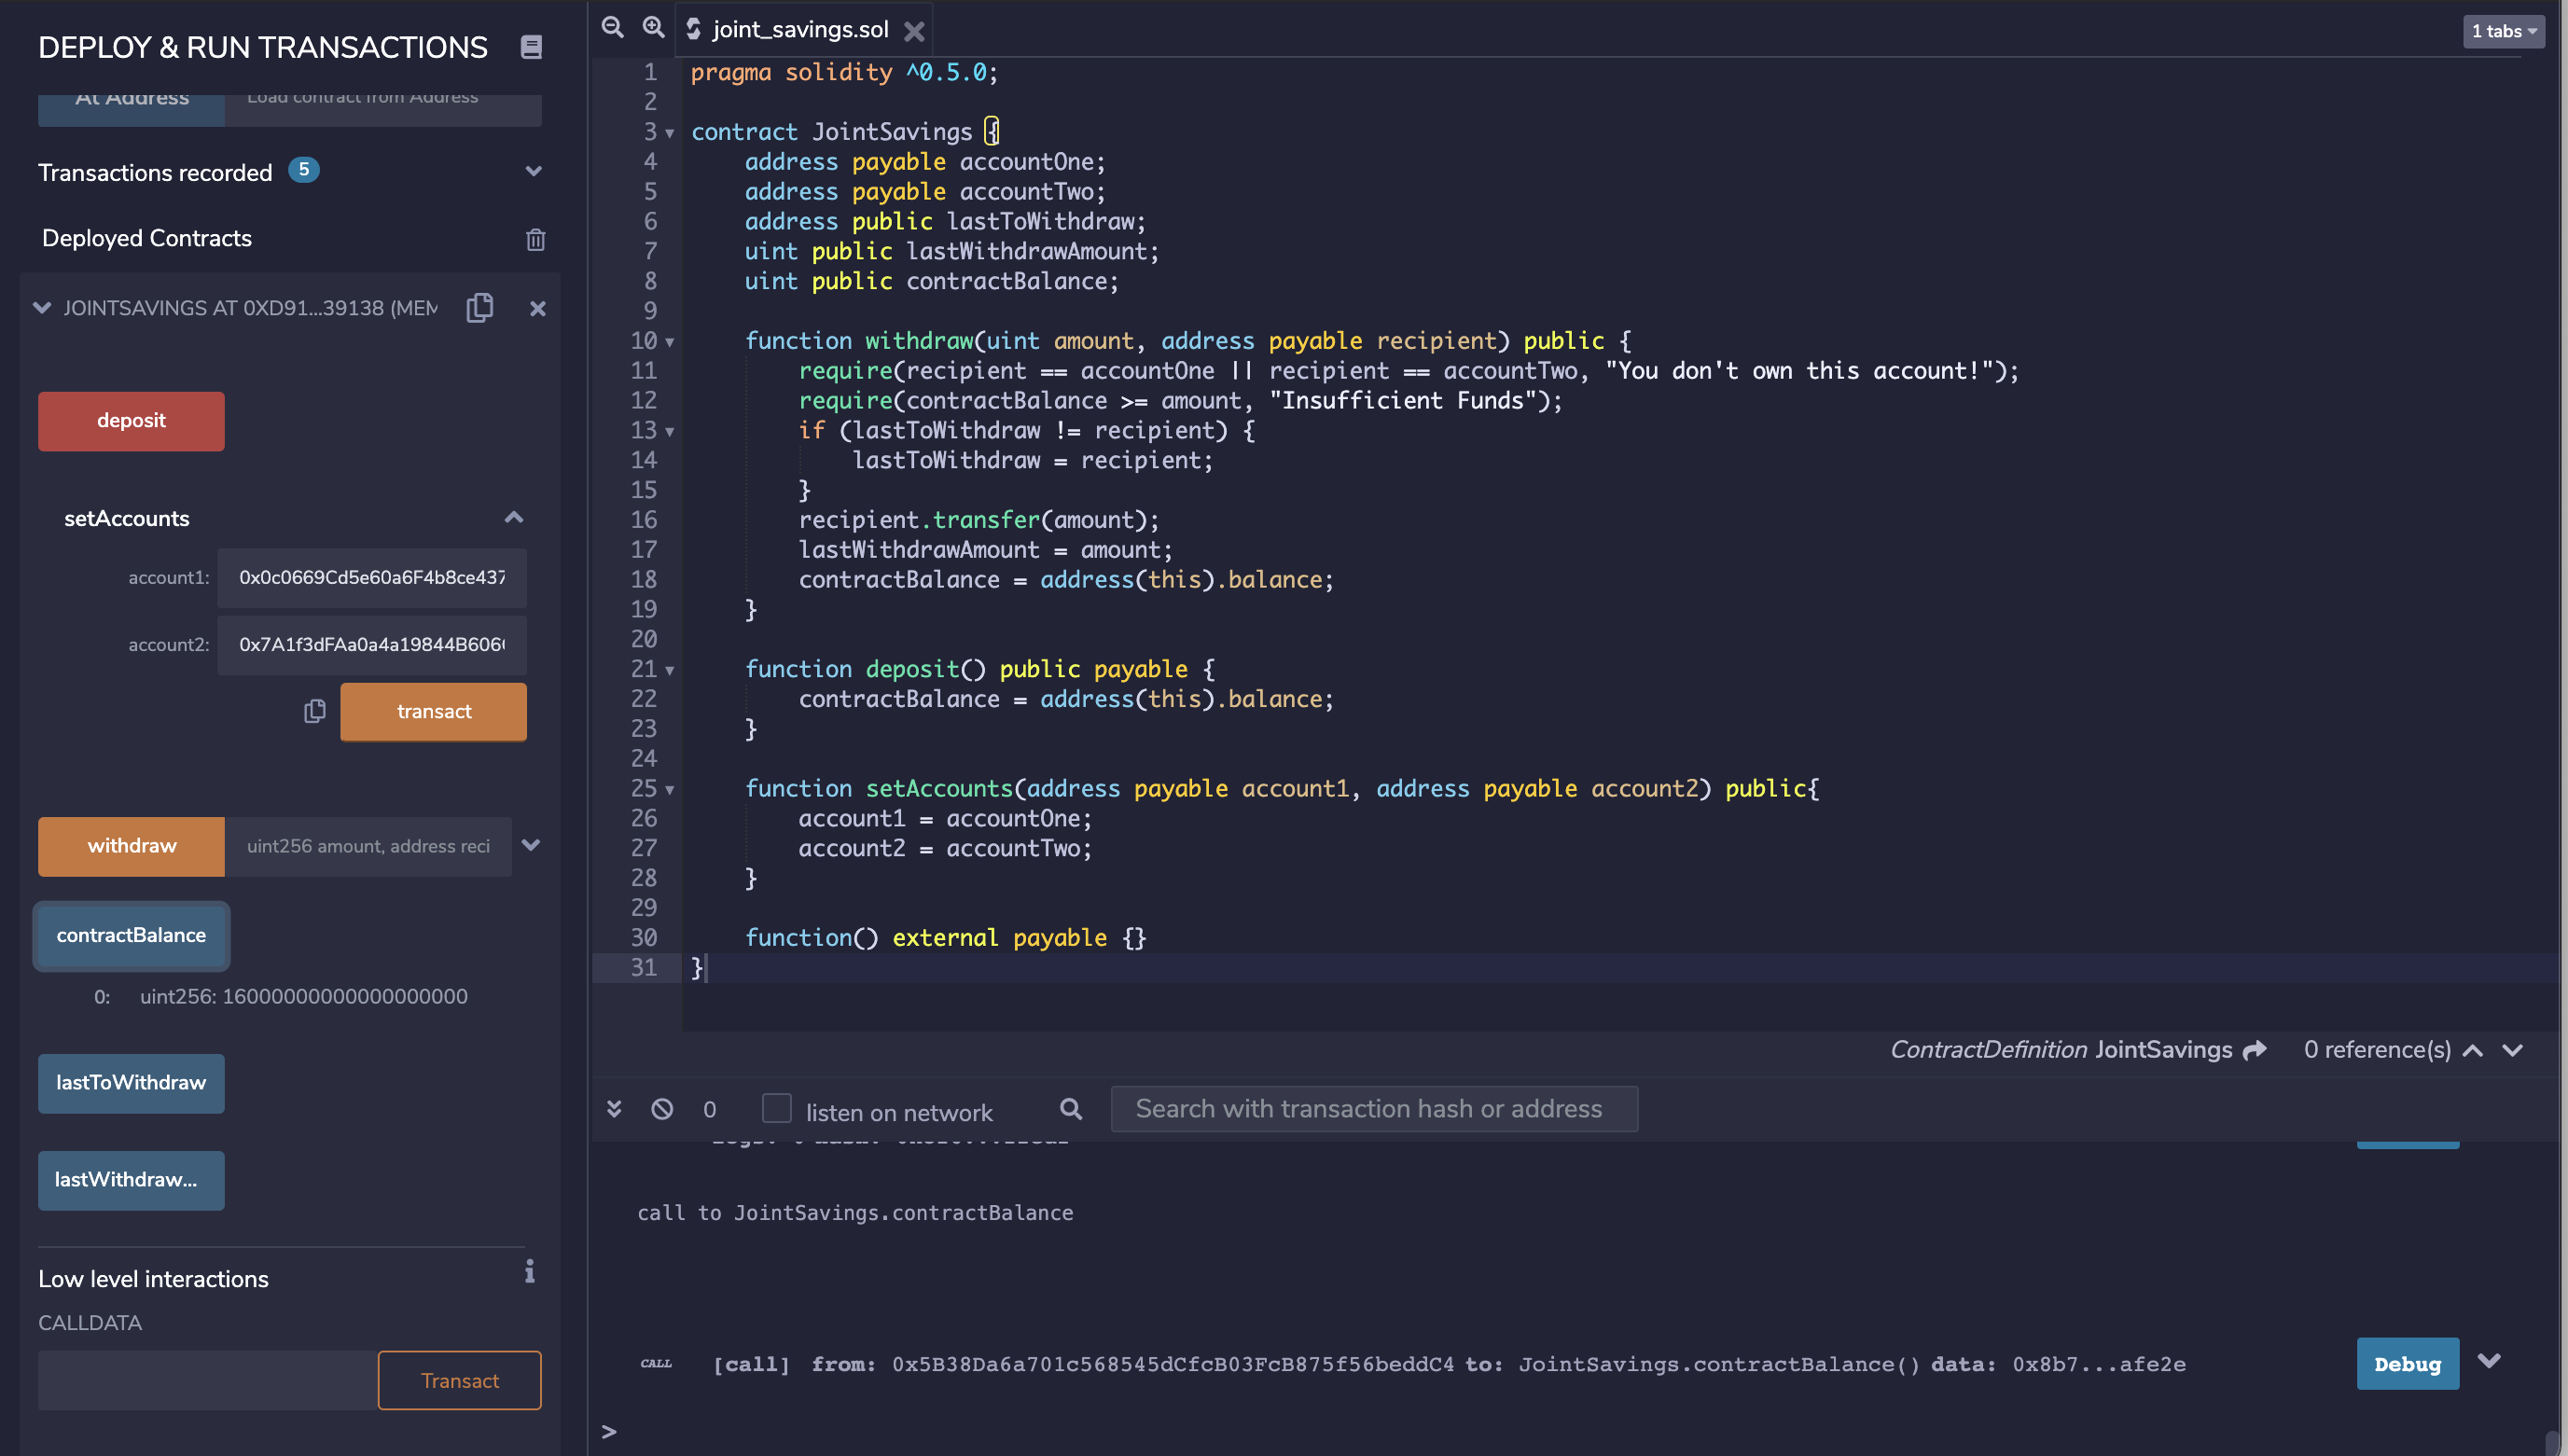 DEPLOY & RUN TRANSACTIONS
At Address
Load contract from Address
Transactions recorded 5
Deployed Contracts
JOINTSAVINGS AT 0XD91...39138 (MEM
deposit
setAccounts
account1: 0x0c0669Cd5e60a6F4b8ce437
account2: 0x7A1f3dFAa0a4a19844B606
transact
withdraw
uint256 amount, address reci
contractBalance
0: uint256: 16000000000000000000
lastToWithdraw
lastWithdraw...
Low level interactions
CALLDATA
Transact
joint_savings.sol
1 tabs
1 pragma solidity ^0.5.0;
2
3 contract JointSavings {
4 address payable accountOne;
5 address payable accountTwo;
6 address public lastToWithdraw;
7 uint public lastWithdrawAmount;
8 uint public contractBalance;
9
10 function withdraw(uint amount, address payable recipient) public {
11 require(recipient == accountOne || recipient == accountTwo, "You don't own this account!");
12 require(contractBalance >= amount, "Insufficient Funds");
13 if (lastToWithdraw != recipient) {
14 lastToWithdraw = recipient;
15 }
16 recipient.transfer(amount);
17 lastWithdrawAmount = amount;
18 contractBalance = address(this).balance;
19 }
20
21 function deposit() public payable {
22 contractBalance = address(this).balance;
23 }
24
25 function setAccounts(address payable account1, address payable account2) public{
26 account1 = accountOne;
27 account2 = accountTwo;
28 }
29
30 function() external payable {}
31 }
ContractDefinition JointSavings 0 reference(s)
0 listen on network
Search with transaction hash or address
call to JointSavings.contractBalance
CALL [call] from: 0x5B38Da6a701c568545dCfcB03FcB875f56beddC4 to: JointSavings.contractBalance() data: 0x8b7...afe2e
Debug
>